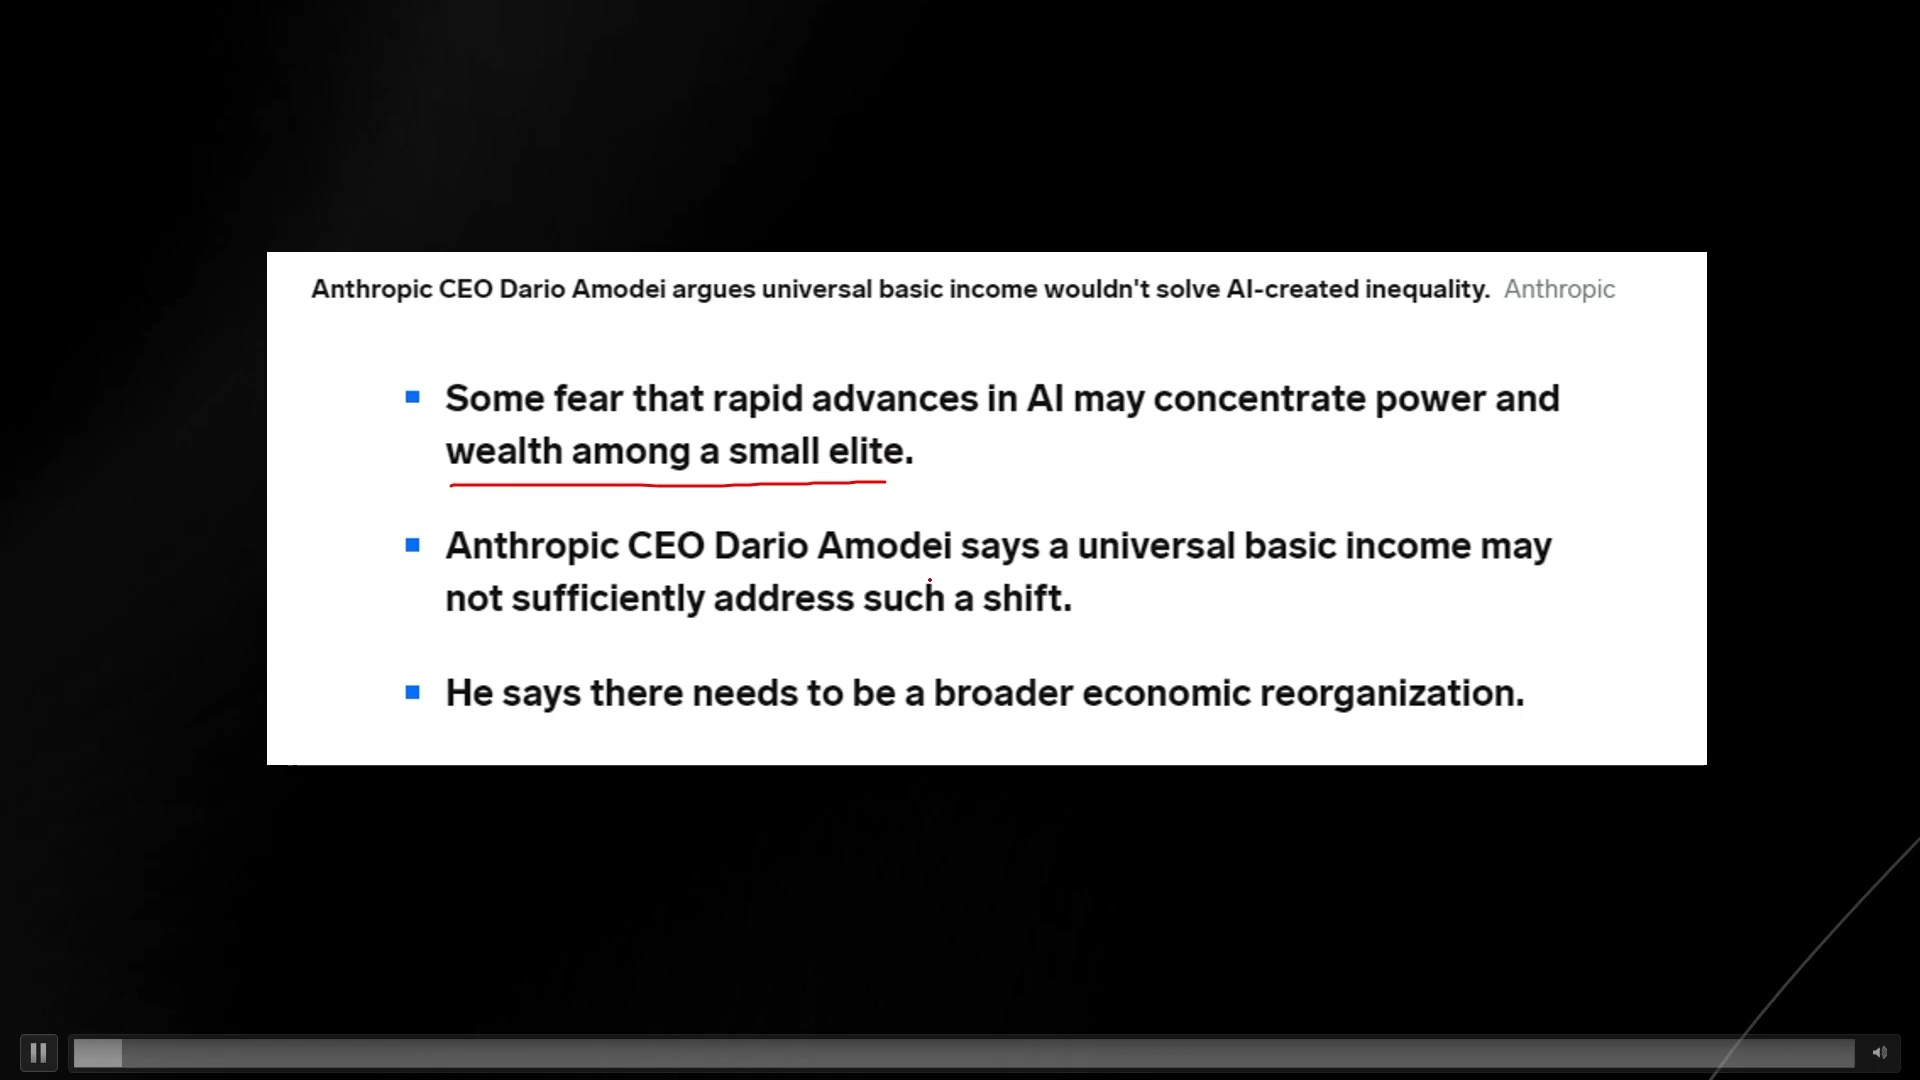 Anthropic CEO Dario Amodei argues universal basic income wouldn't solve AI-created inequality. Anthropic
Some fear that rapid advances in AI may concentrate power and
wealth among a small elite.
Anthropic CEO Dario Amodei says a universal basic income may
not sufficiently address such a shift.
He says there needs to be a broader economic reorganization.